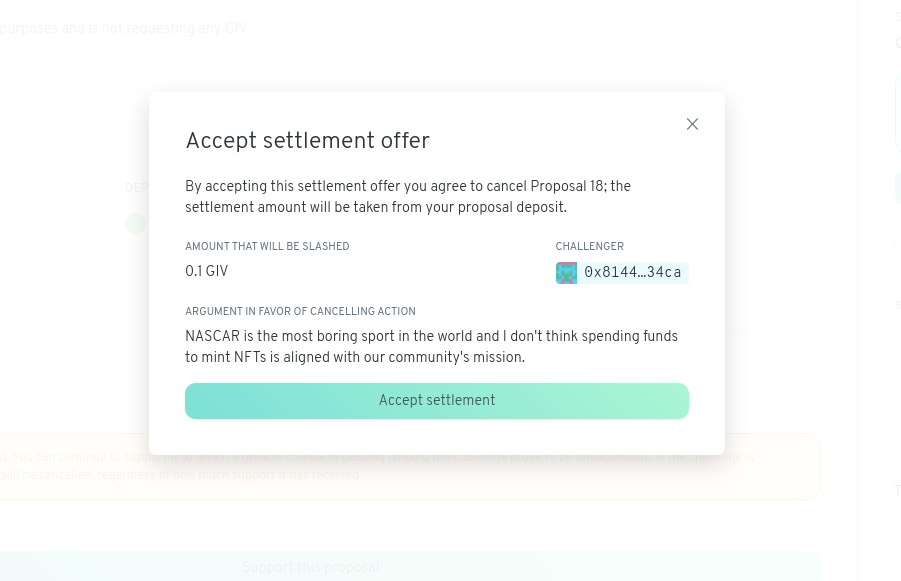 purposes and is not requesting any GIV
Accept settlement offer
By accepting this settlement offer you agree to cancel Proposal 18; the
settlement amount will be taken from your proposal deposit.
AMOUNT THAT WILL BE SLASHED
CHALLENGER
0.1 GIV
0x8144…34ca
ARGUMENT IN FAVOR OF CANCELLING ACTION
NASCAR is the most boring sport in the world and I don't think spending funds
to mint NFTs is aligned with our community's mission.
Accept settlement
will be cancelled, regardless of how much support it has received.
Support this proposal